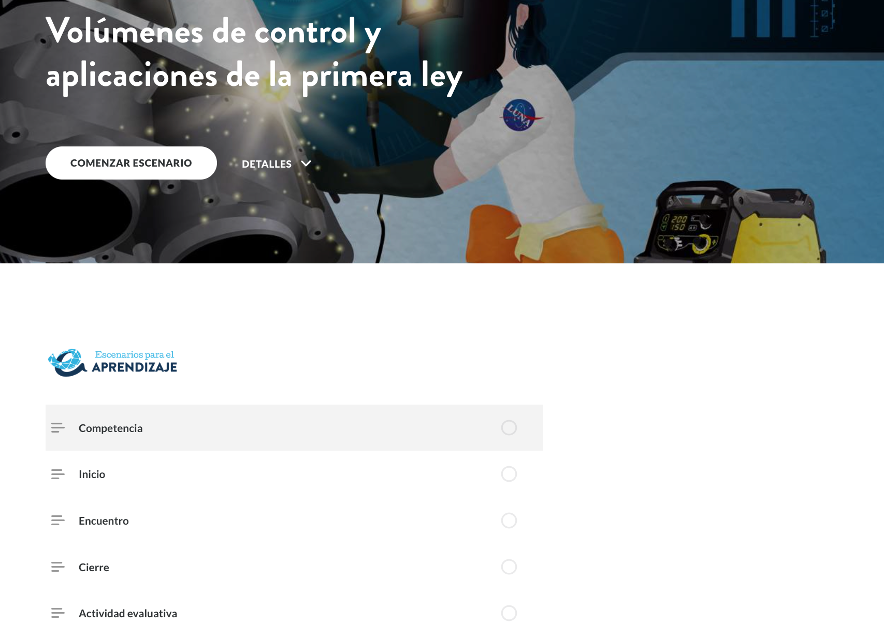 Volúmenes de control y
aplicaciones de la primera ley
LUNA
COMENZAR ESCENARIO
DETALLES
200
150
Escenarios para el
APRENDIZAJE
Competencia
Inicio
Encuentro
Cierre
Actividad evaluativa